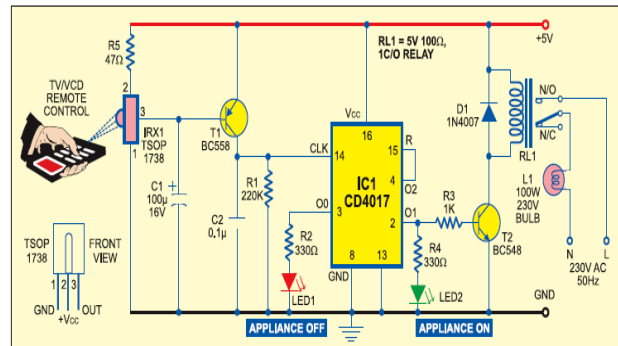 R5
47Ω
RL1 = 5V 100Ω,
1C/O RELAY
+5V
TV/VCD
REMOTE
CONTROL
2
3
1
IRX1
TSOP
1738
T1
BC558
VCC
16
D1
1N4007
N/O
N/C
RL1
CLK
14
15
R
4
O2
IC1
CD4017
C1
100µ
16V
C2
0.1µ
R1
220K
O0
3
2
O1
R3
1K
L1
100W
230V
BULB
R2
330Ω
R4
330Ω
T2
BC548
N
L
230V AC
50Hz
8
13
GND
LED1
LED2
GND
TSOP
1738
FRONT
VIEW
1 2 3
GND
OUT
+VCC
APPLIANCE OFF
APPLIANCE ON